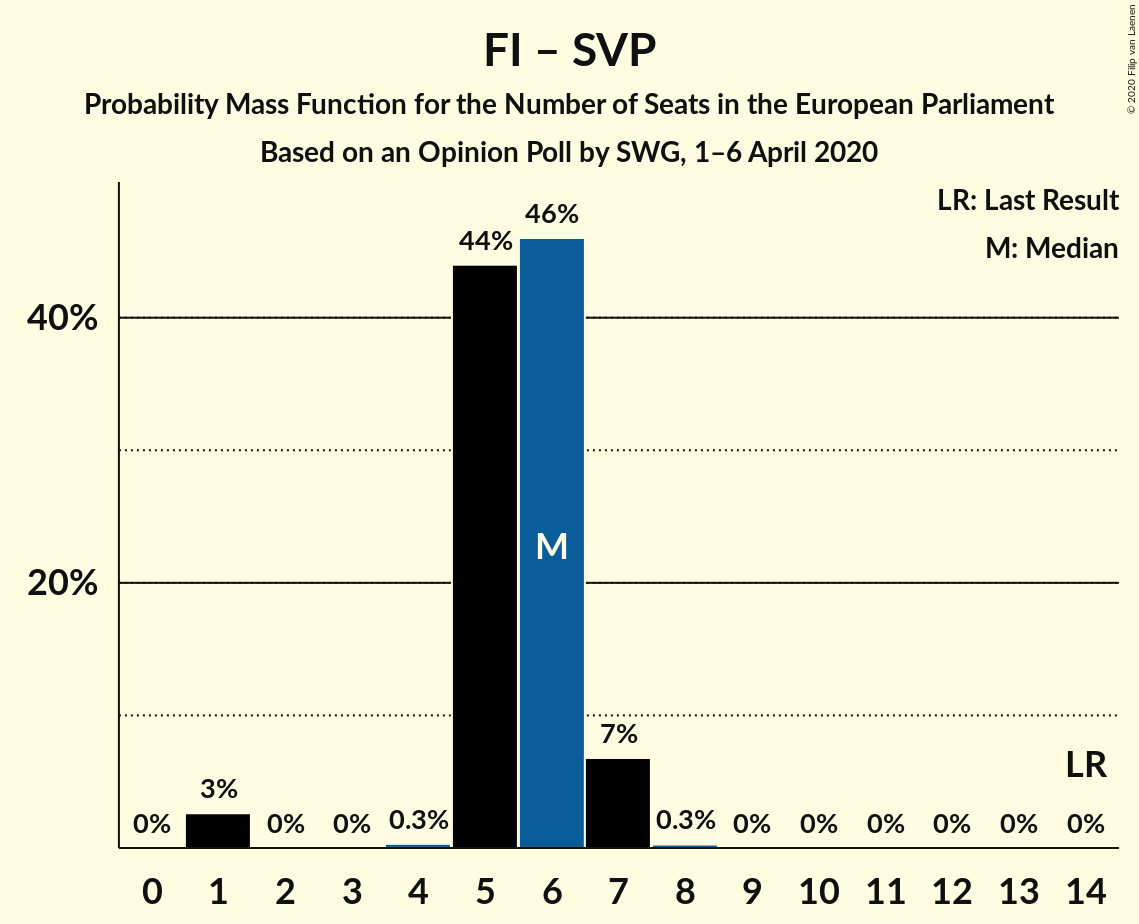 FI – SVP
Probability Mass Function for the Number of Seats in the European Parliament
Based on an Opinion Poll by SWG, 1–6 April 2020
© 2020 Filip van Laenen
LR: Last Result
M: Median
46%
44%
40%
M
20%
7%
LR
3%
0% 0% 0% 0.3% 0.3% 0% 0% 0% 0% 0% 0%
0 1 2 3 4 5 6 7 8 9 10 11 12 13 14